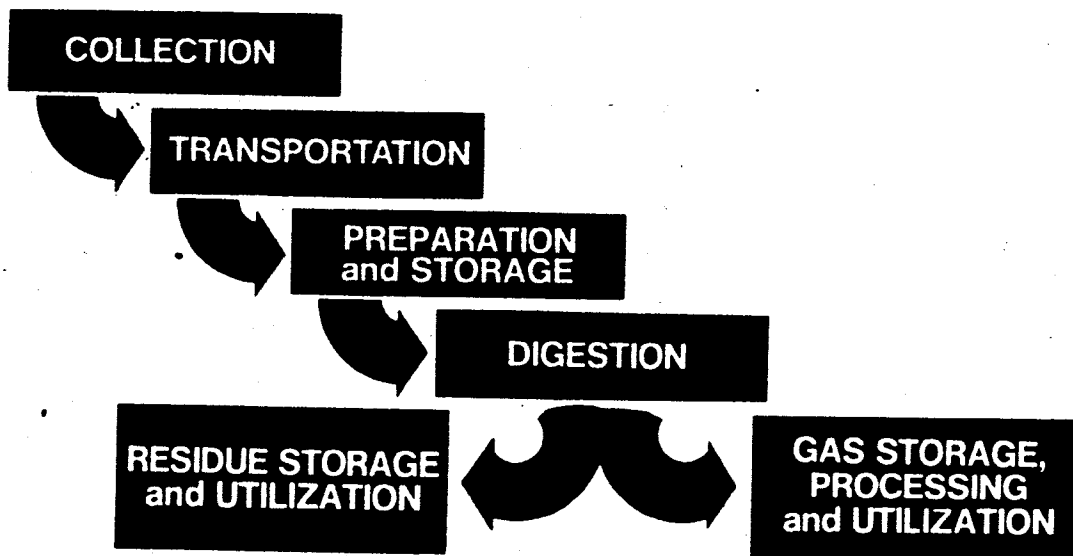 COLLECTION
TRANSPORTATION
PREPARATION
and STORAGE
DIGESTION
RESIDUE STORAGE
and UTILIZATION
GAS STORAGE,
PROCESSING
and UTILIZATION